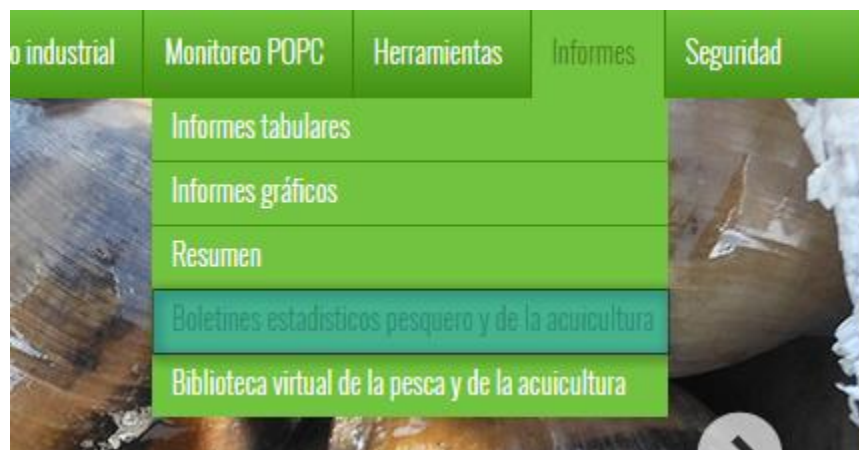 o industrial Monitoreo POPC Herramientas Informes Seguridad
Informes tabulares
Informes gráficos
Resumen
Boletines estadísticos pesquero y de la acuicultura
Biblioteca virtual de la pesca y de la acuicultura